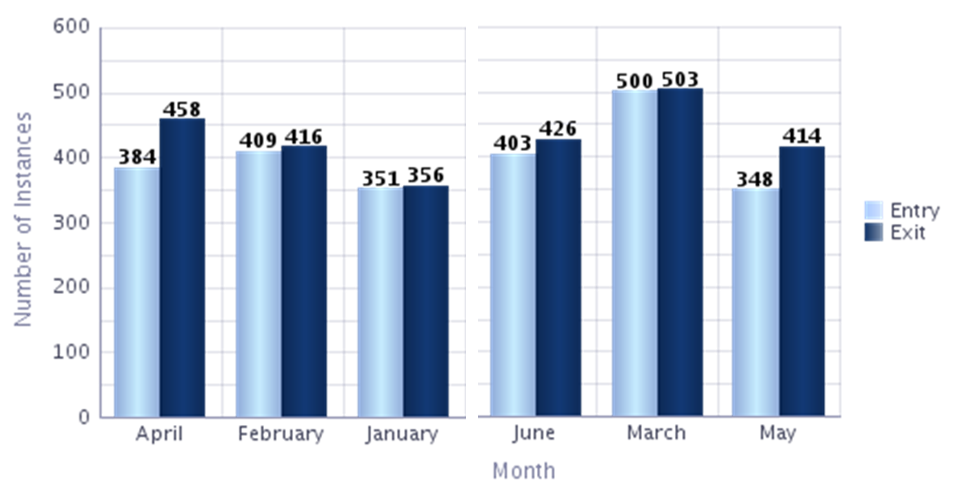 600
500
400
300
200
100
0
Number of Instances
384 458
409 416
351 356
403 426
500 503
348 414
April February January June March May
Month
Entry
Exit